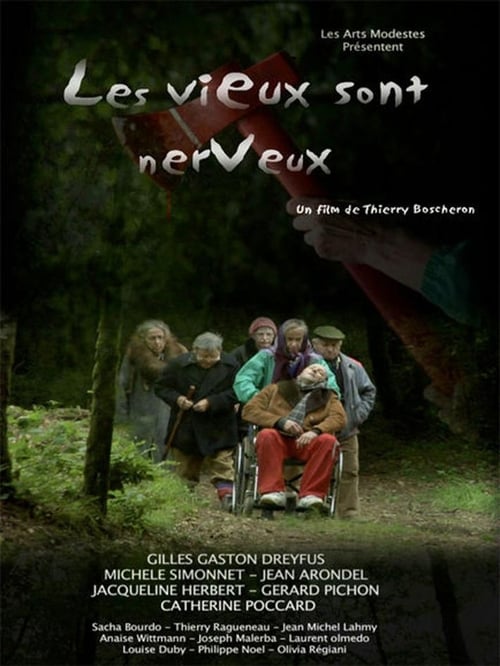 Les Arts Modestes
Présentent
Les vieux sont
nerveux
Un film de Thierry Boscheron
GILLES GASTON DREYFUS
MICHELE SIMONNET – JEAN ARONDEL
JACQUELINE HERBERT – GERARD PICHON
CATHERINE POCCARD
Sacha Bourdo – Thierry Ragueneau – Jean Michel Lahmy
Anaise Wittmann – Joseph Malerba – Laurent olmedo
Louise Duby – Philippe Noel – Olivia Régiani